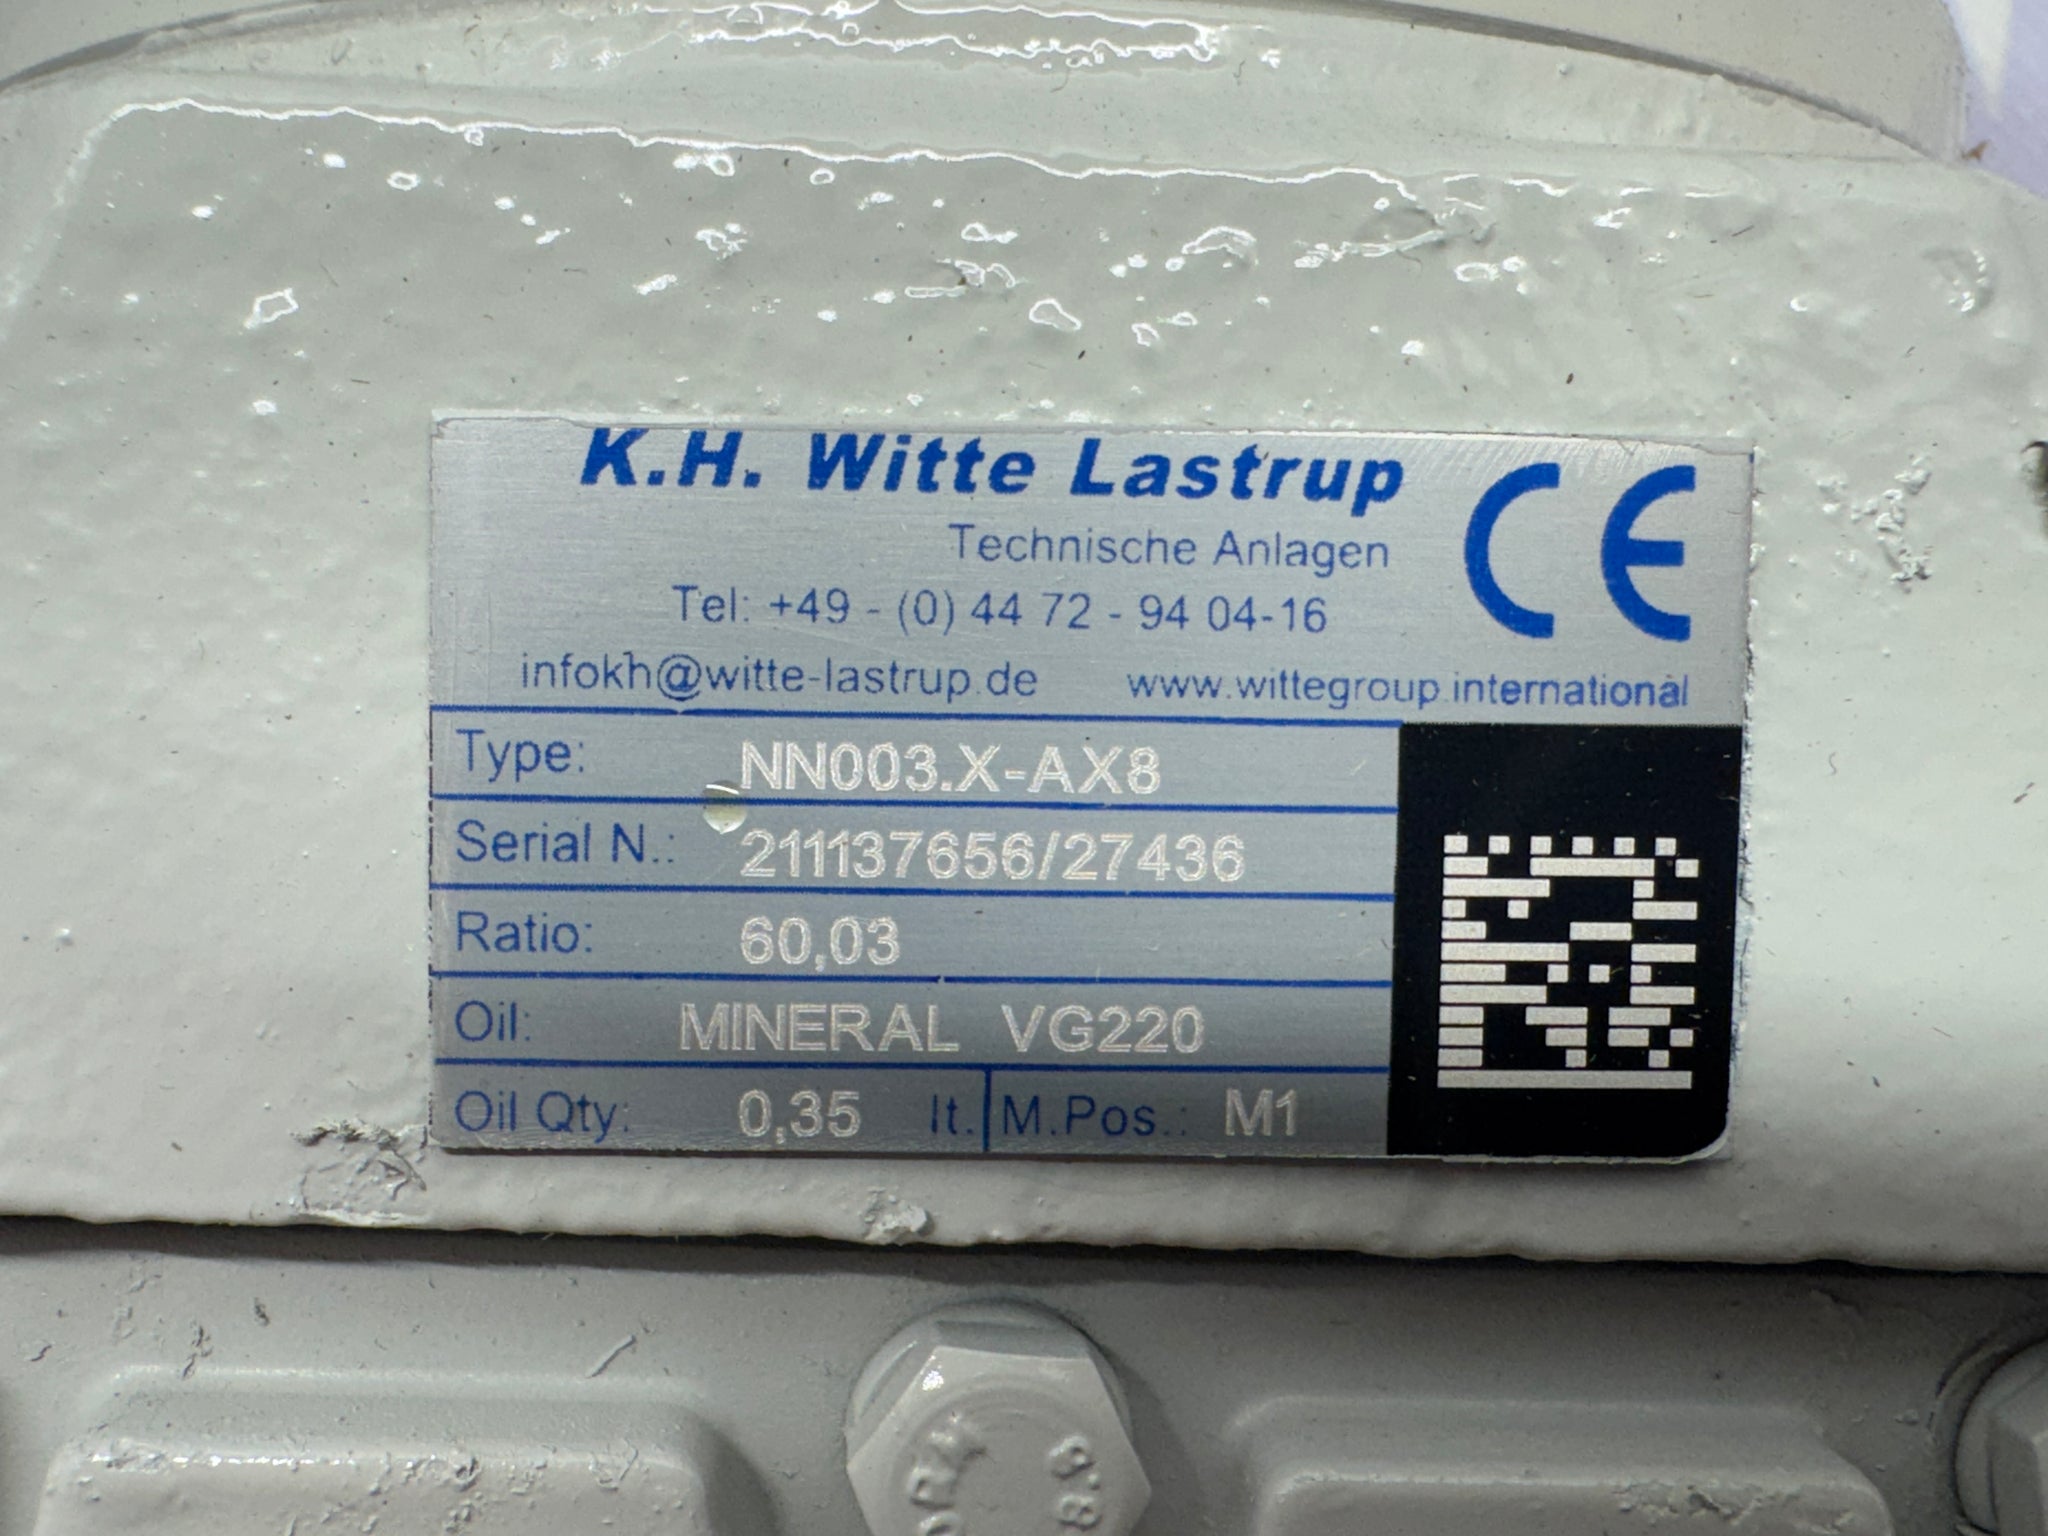 K.H. Witte Lastrup
CE
Technische Anlagen
Tel: +49 - (0) 44 72 - 94 04-16
infokh@witte-lastrup.de www.wittegroup.international
Type: NN003.X-AX8
Serial N.: 211137656/27436
Ratio: 60,03
Oil: MINERAL VG220
Oil Qty: 0,35 lt. M.Pos.: M1
8.8